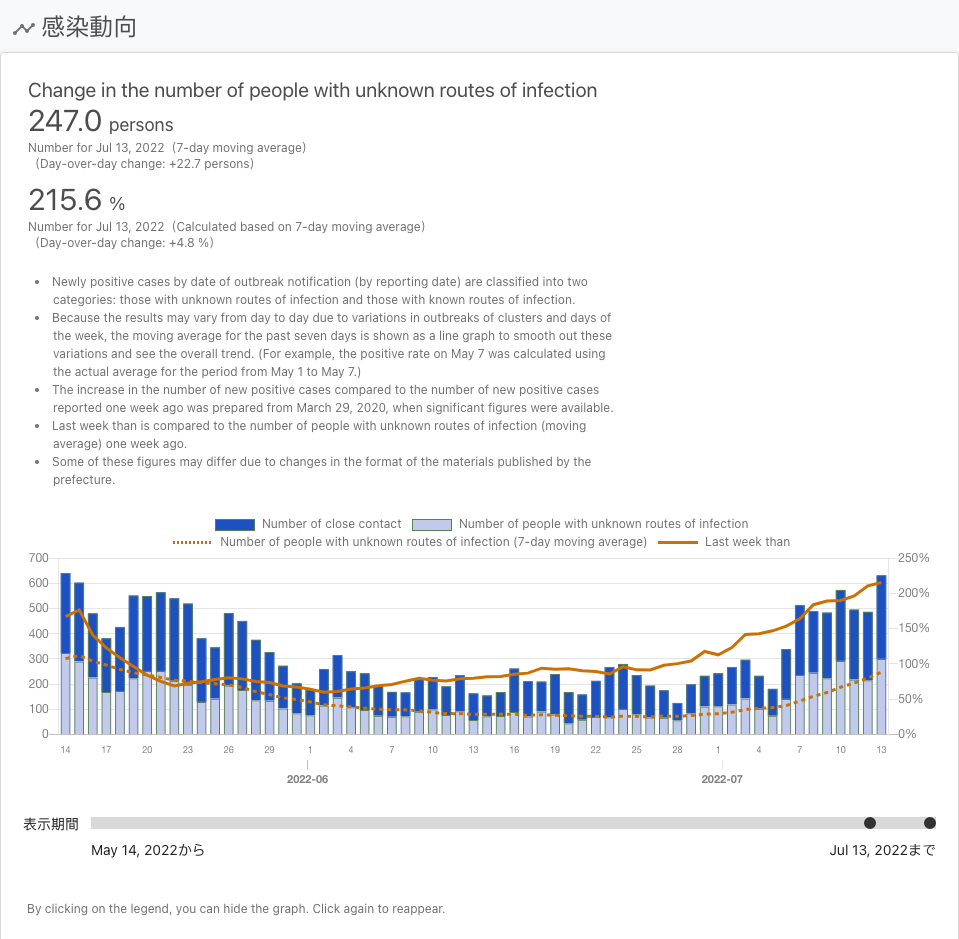 感染動向
Change in the number of people with unknown routes of infection
247.0 persons
Number for Jul 13, 2022 (7-day moving average)
(Day-over-day change: +22.7 persons)
215.6 %
Number for Jul 13, 2022 (Calculated based on 7-day moving average)
(Day-over-day change: +4.8 %)
• Newly positive cases by date of outbreak notification (by reporting date) are classified into two
categories: those with unknown routes of infection and those with known routes of infection.
• Because the results may vary from day to day due to variations in outbreaks of clusters and days of
the week, the moving average for the past seven days is shown as a line graph to smooth out these
variations and see the overall trend. (For example, the positive rate on May 7 was calculated using
the actual average for the period from May 1 to May 7.)
• The increase in the number of new positive cases compared to the number of new positive cases
reported one week ago was prepared from March 29, 2020, when significant figures were available.
• Last week than is compared to the number of people with unknown routes of infection (moving
average) one week ago.
• Some of these figures may differ due to changes in the format of the materials published by the
prefecture.
Number of close contact Number of people with unknown routes of infection
Number of people with unknown routes of infection (7-day moving average) Last week than
700 250%
600 200%
500 150%
400 100%
300 50%
200 0%
100
0
14 17 20 23 26 29 1 4 7 10 13 16 19 22 25 28 1 4 7 10 13
2022-06 2022-07
表示期間
May 14, 2022から Jul 13, 2022まで
By clicking on the legend, you can hide the graph. Click again to reappear.